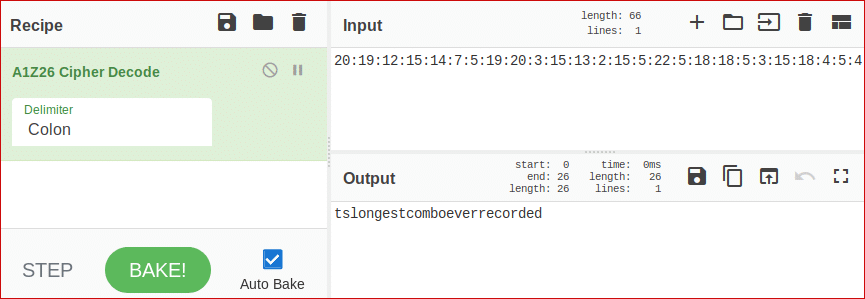 Recipe
A1Z26 Cipher Decode
Delimiter
Colon
STEP
BAKE!
Auto Bake
Input
length: 66
lines: 1
20:19:12:15:14:7:5:19:20:3:15:13:2:15:5:22:5:18:18:5:3:15:18:4:5:4
Output
start: 0
end: 26
length: 26
time: 0ms
length: 26
lines: 1
tslongestcomboeverrecorded